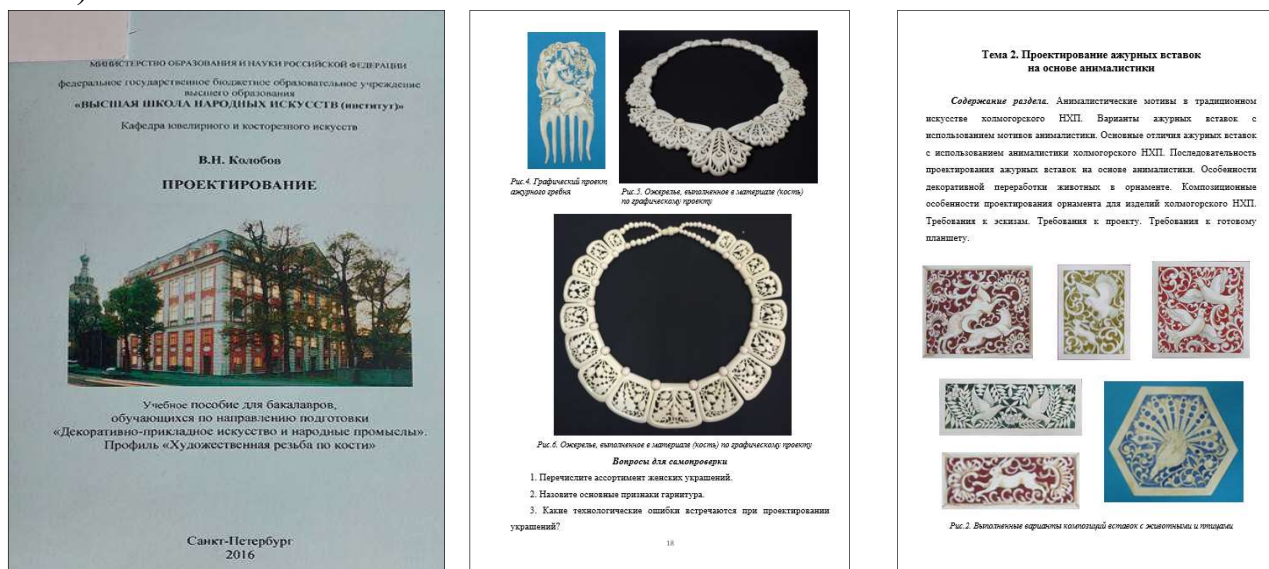 МИНИСТЕРСТВО ОБРАЗОВАНИЯ И НАУКИ РОССИЙСКОЙ ФЕДЕРАЦИИ
федеральное государственное бюджетное образовательное учреждение
высшего образования
«ВЫСШАЯ ШКОЛА НАРОДНЫХ ИСКУССТВ (институт)»
Кафедра ювелирного и косторезного искусств
В.Н. Колобов
ПРОЕКТИРОВАНИЕ
Учебное пособие для бакалавров,
обучающихся по направлению подготовки
«Декоративно-прикладное искусство и народные промыслы».
Профиль «Художественная резьба по кости»
Санкт-Петербург
2016
Рис.4. Графический проект
ажурного гребня
Рис.5. Ожерелье, выполненное в материале (кость)
по графическому проекту
Рис.6. Ожерелье, выполненное в материале (кость) по графическому проекту
Вопросы для самопроверки
1. Перечислите ассортимент женских украшений.
2. Назовите основные признаки гарнитура.
3. Какие технологические ошибки встречаются при проектировании
украшений?
18
Тема 2. Проектирование ажурных вставок
на основе анималистики
Содержание раздела. Анималистические мотивы в традиционном
искусстве холмогорского НХП. Варианты ажурных вставок с
использованием мотивов анималистики. Основные отличия ажурных вставок
с использованием анималистики холмогорского НХП. Последовательность
проектирования ажурных вставок на основе анималистики. Особенности
декоративной переработки животных в орнаменте. Композиционные
особенности проектирования орнамента для изделий холмогорского НХП.
Требования к эскизам. Требования к проекту. Требования к готовому
планшету.
Рис.2. Выполненные варианты композиций вставок с животными и птицами